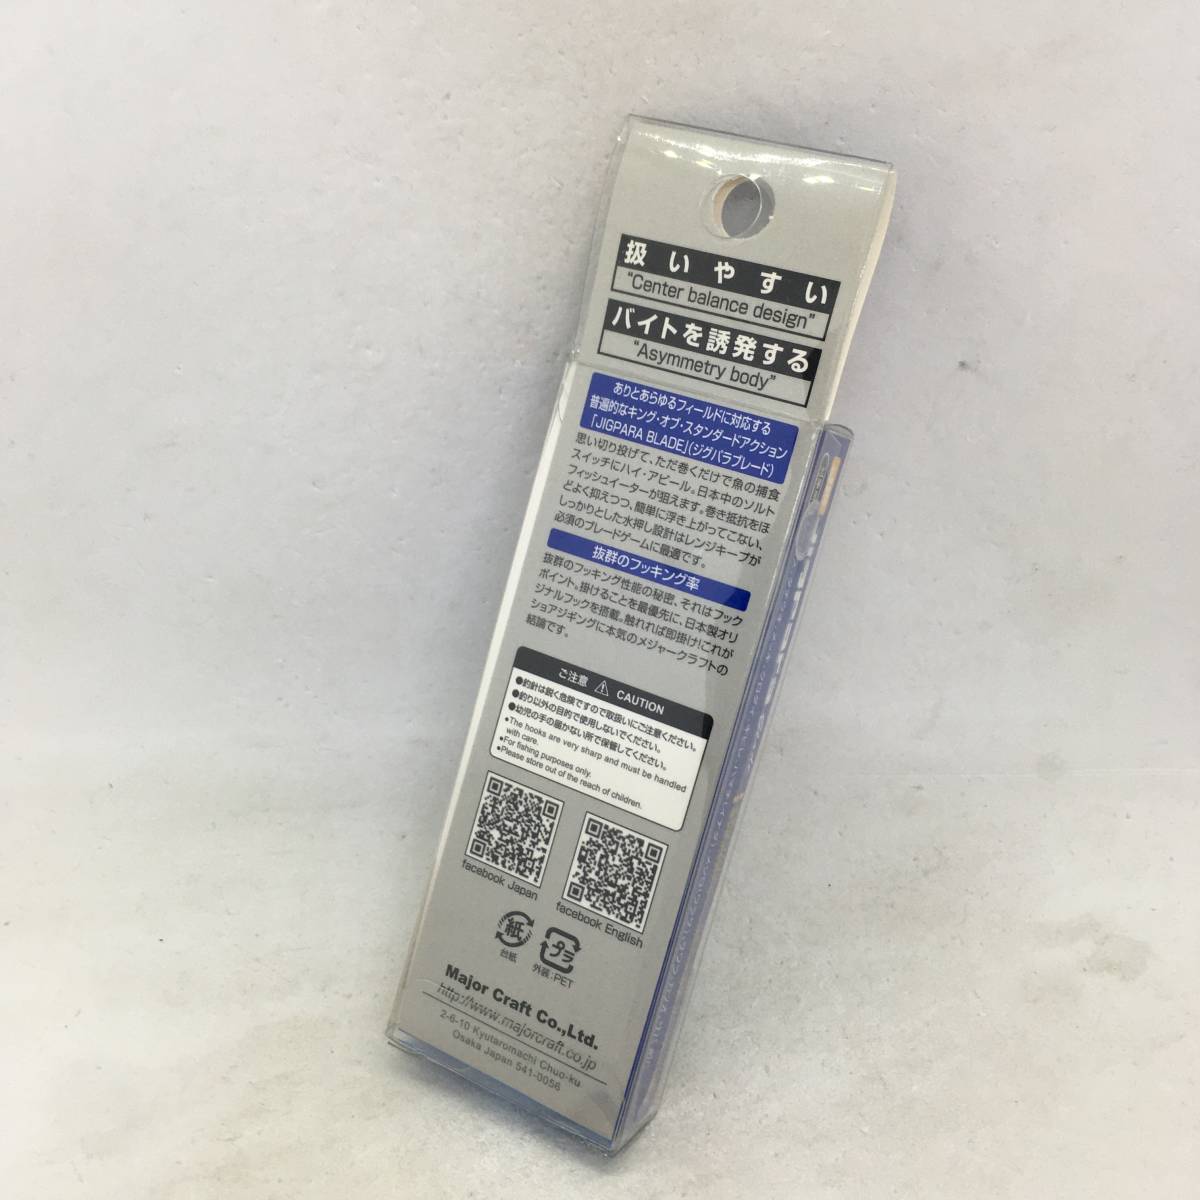 扱いやすい
"Center balance design"
バイトを誘発する
"Asymmetry body"
ありとあらゆるフィールドに対応する
普遍的なキング・オブ・スタンダードアクション
「JIGPARA BLADE」(ジグパラブレード)
思い切り投げて、ただ巻くだけで魚の捕食
スイッチにハイ・アピール。日本中のソルト
フィッシュイーターが狙えます。巻き抵抗をほ
どよく抑えつつ、簡単に浮き上がってこない、
しっかりとした水押し設計はレンジキープが
必須のブレードゲームに最適です。
抜群のフッキング率
抜群のフッキング性能の秘密、それはフック
ポイント。掛けることを最優先に、日本製オリ
ジナルフックを搭載。触れれば即掛け!これが
ショアジギングに本気のメジャークラフトの
結論です。
ご注意 CAUTION
●釣針は鋭く危険ですので取扱いにご注意ください。
●釣り以外の目的で使用しないでください。
●幼児の手の届かない所で保管してください。
●The hooks are very sharp and must be handled
with care.
●For fishing purposes only.
●Please store out of the reach of children.
facebook Japan
facebook English
紙
台紙
プラ
外装:PET
Major Craft Co.,Ltd.
http://www.majorcraft.co.jp
2-6-10 Kyutaromachi Chuo-ku
Osaka Japan 541-0056